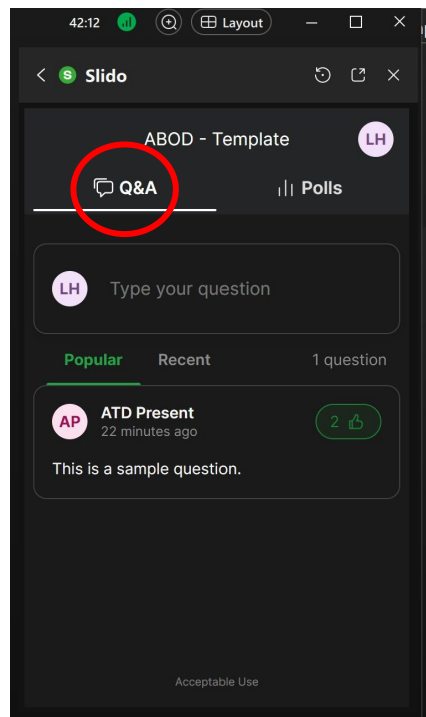 42:12 Layout
Slido
ABOD - Template LH
Q&A Polls
LH Type your question
Popular Recent 1 question
AP ATD Present 2
22 minutes ago
This is a sample question.
Acceptable Use